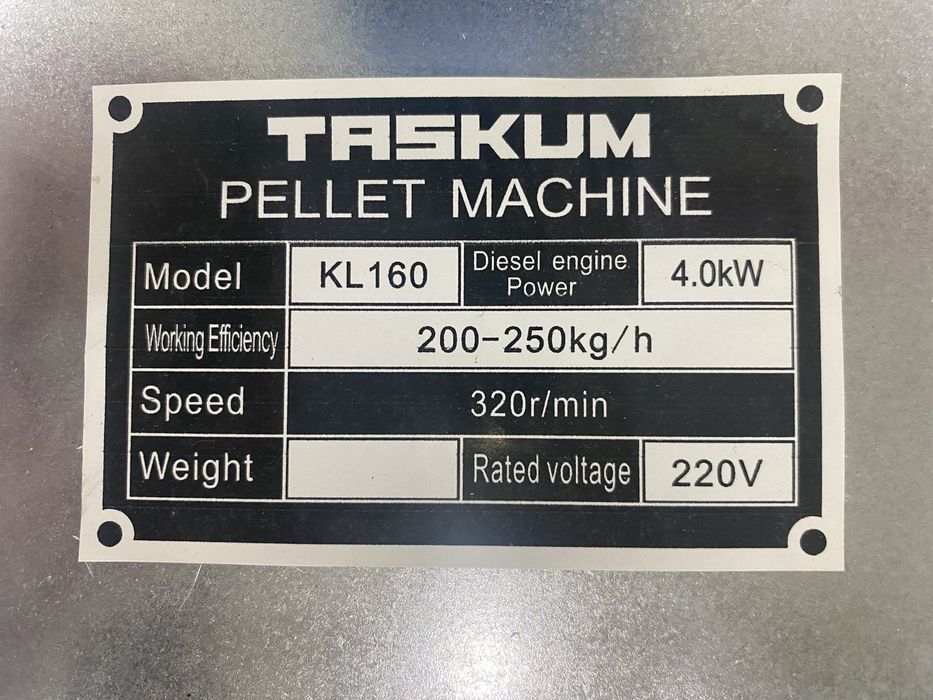 TASKUM
PELLET MACHINE
Model KL160 Diesel engine Power 4.0kW
Working Efficiency 200-250kg/h
Speed 320r/min
Weight Rated voltage 220V